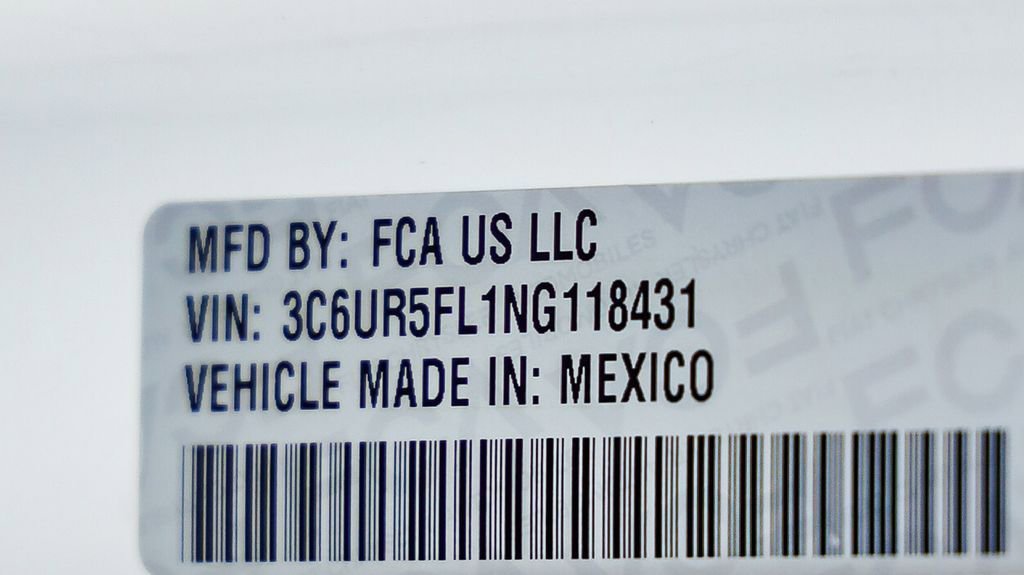 MFD BY: FCA US LLC
VIN: 3C6UR5FL1NG118431
VEHICLE MADE IN: MEXICO